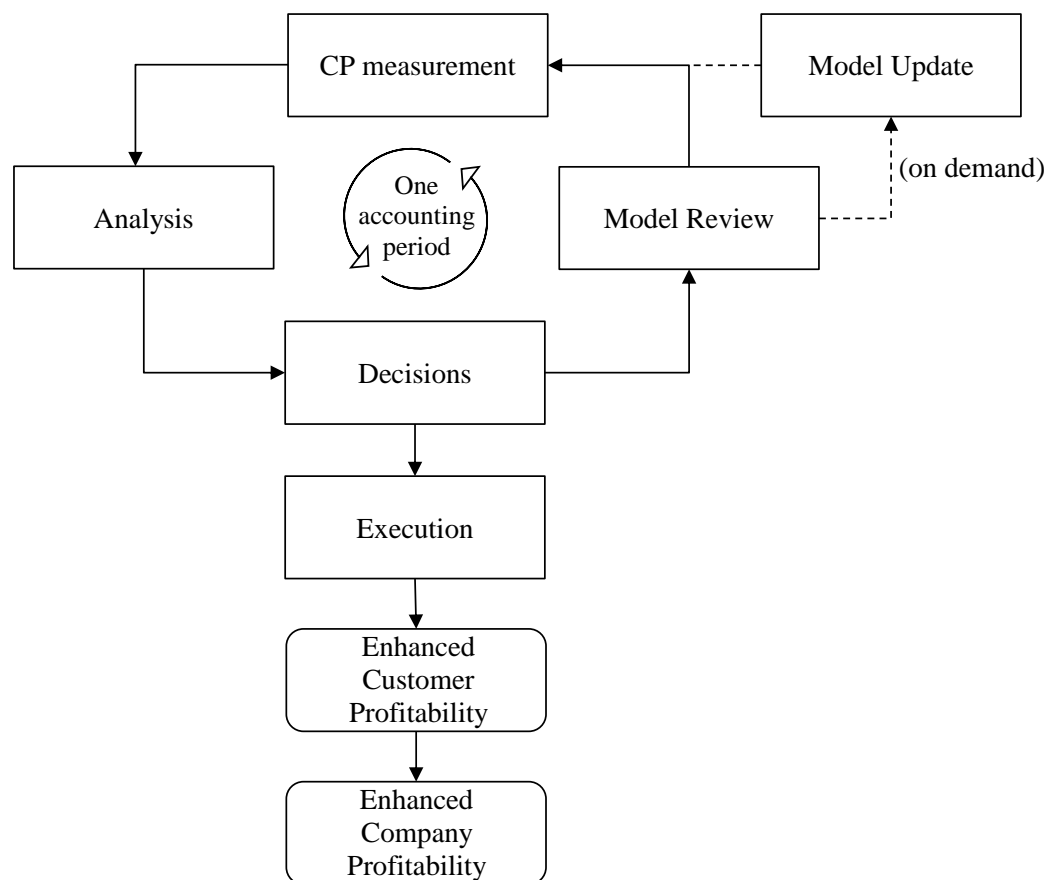 CP measurement
Model Update
(on demand)
Analysis
One
accounting
period
Model Review
Decisions
Execution
Enhanced
Customer
Profitability
Enhanced
Company
Profitability